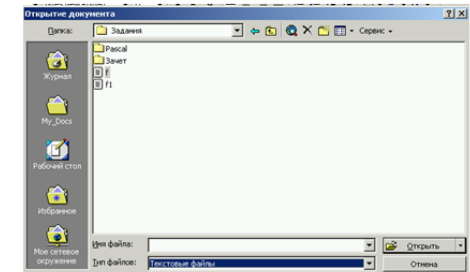 Открытие документа
Папка: Задания Сервис
Pascal
Зачет
f
f1
Журнал
My_Docs
Рабочий стол
Избранное
Мое сетевое окружение
Имя файла: Открыть
Тип файлов: Текстовые файлы Отмена